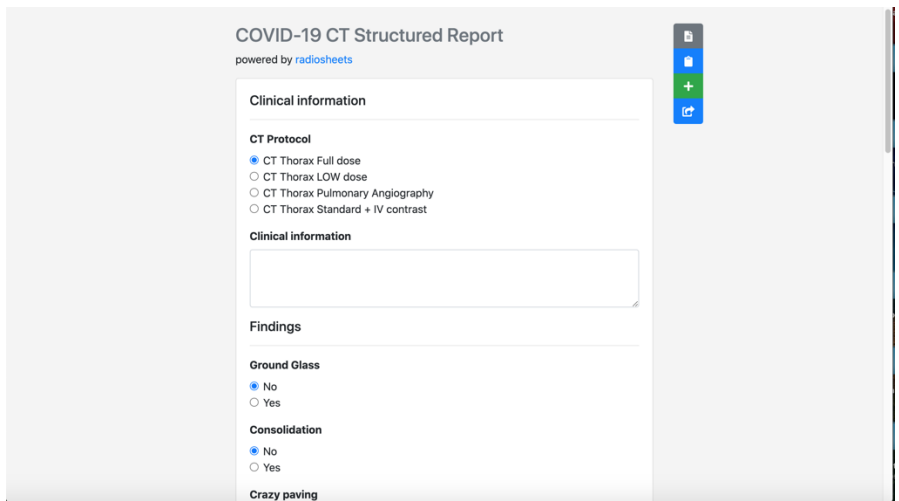 COVID-19 CT Structured Report
powered by radiosheets
Clinical information
CT Protocol
CT Thorax Full dose
CT Thorax LOW dose
CT Thorax Pulmonary Angiography
CT Thorax Standard + IV contrast
Clinical information
Findings
Ground Glass
No
Yes
Consolidation
No
Yes
Crazy paving